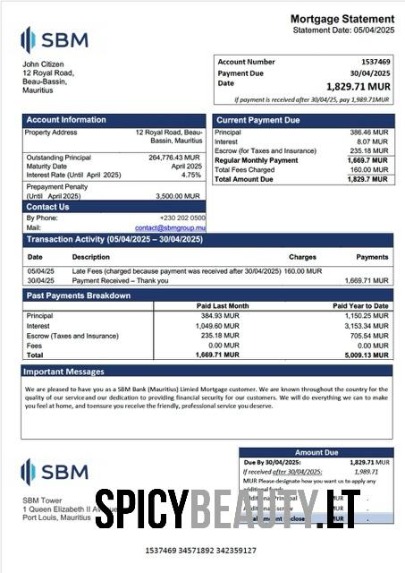 Mortgage Statement
Statement Date: 05/04/2025
SBM
John Citizen
12 Royal Road,
Beau-Bassin,
Mauritius
Account Number 1537469
Payment Due 30/04/2025
Date 1,829.71 MUR
if payment is received after 30/04/25, pay 1,989.71MUR
Account Information
Property Address 12 Royal Road, Beau-
Bassin, Mauritius
Outstanding Principal 264,776.43 MUR
Maturity Date April 2025
Interest Rate (Until April 2025) 4.75%
Prepayment Penalty
(Until April 2025) 3,500.00 MUR
Contact Us
By Phone: +230 202 0500
Mail: contact@sbmgroup.mu
Current Payment Due
Principal 386.46 MUR
Interest 8.07 MUR
Escrow (for Taxes and Insurance) 235.18 MUR
Regular Monthly Payment 1,669.7 MUR
Total Fees Charged 160.00 MUR
Total Amount Due 1,829.7 MUR
Transaction Activity (05/04/2025 – 30/04/2025)
Date Description Charges Payments
05/04/25 Late Fees (charged because payment was received after 30/04/2025) 160.00 MUR
30/04/25 Payment Received – Thank you 1,669.71 MUR
Past Payments Breakdown
Paid Last Month Paid Year to Date
Principal 384.93 MUR 1,150.25 MUR
Interest 1,049.60 MUR 3,153.34 MUR
Escrow (Taxes and Insurance) 235.18 MUR 705.54 MUR
Fees 0.00 MUR 0.00 MUR
Total 1,669.71 MUR 5,009.13 MUR
Important Messages
We are pleased to have you as a SBM Bank (Mauritius) Limied Mortgage customer. We are known throughout the country for the
quality of our service and our dedication to providing financial security for our customers. We will do everything we can to make
you feel at home, and toensure you receive the friendly, professional service you deserve.
SBM
SBM Tower
1 Queen Elizabeth II
Port Louis, Mauritius
Amount Due
Due By 30/04/2025: 1,829.71 MUR
If received after 30/04/2025: 1,989.71
MUR Please designate how you want us to apply any
SPICYBEAUTY.LT
1537469 34571892 342359127